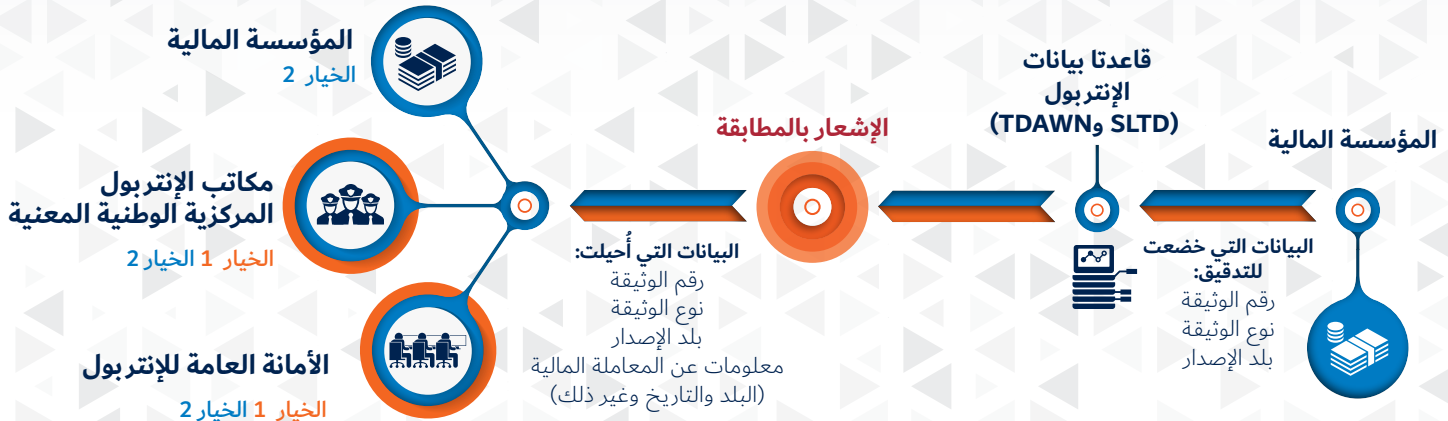 المؤسسة المالية
البيانات التي خضعت
للتدقيق:
رقم الوثيقة
نوع الوثيقة
بلد الإصدار
قاعدتا بيانات
الإنتربول
(SLTD وTDAWN)
الإشعار بالمطابقة
البيانات التي أُحيلت:
رقم الوثيقة
نوع الوثيقة
بلد الإصدار
معلومات عن المعاملة المالية
(البلد والتاريخ وغير ذلك)
المؤسسة المالية
الخيار 2
مكاتب الإنتربول
المركزية الوطنية المعنية
الخيار 1 الخيار 2
الأمانة العامة للإنتربول
الخيار 1 الخيار 2